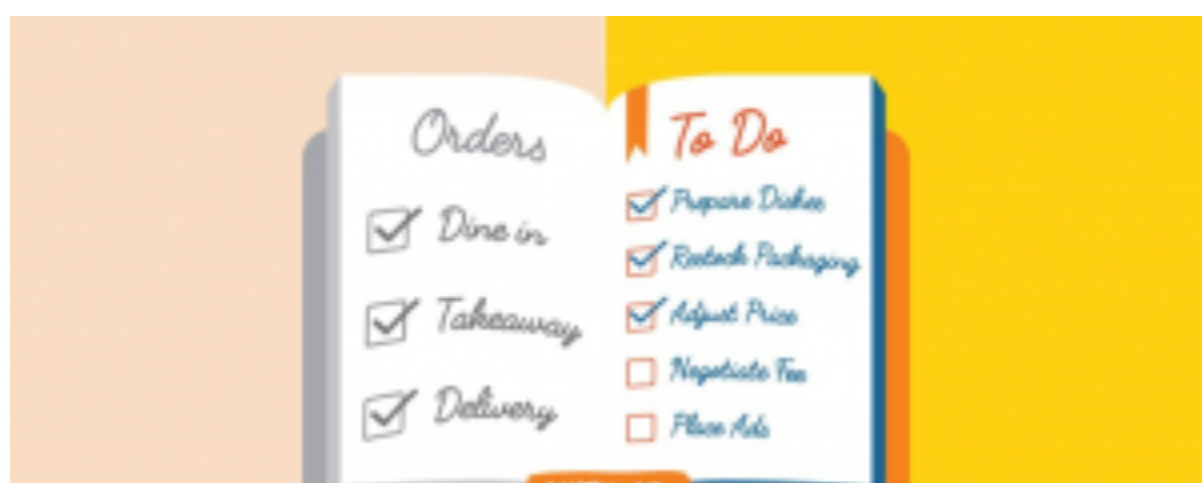 Orders
Dine in
Takeaway
Delivery
To Do
Prepare Dishes
Restock Packaging
Adjust Price
Negotiate Fee
Place Ads